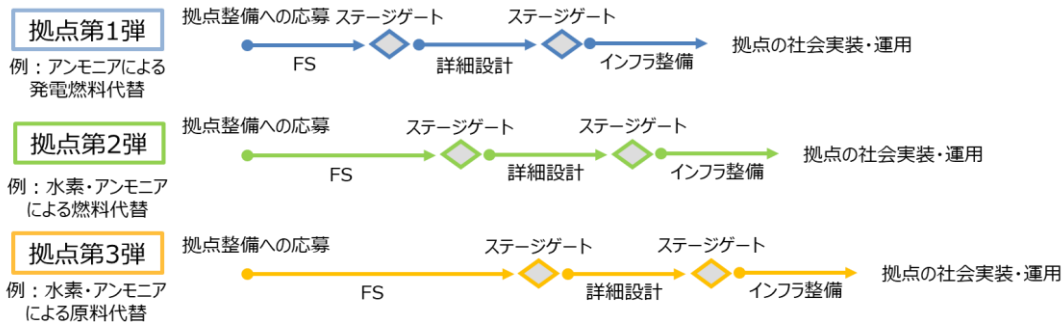 拠点第1弾
例：アンモニアによる
発電燃料代替
拠点整備への応募
ステージゲート
ステージゲート
FS
詳細設計
インフラ整備
拠点の社会実装・運用
拠点第2弾
例：水素・アンモニア
による燃料代替
拠点整備への応募
ステージゲート
ステージゲート
FS
詳細設計
インフラ整備
拠点の社会実装・運用
拠点第3弾
例：水素・アンモニア
による原料代替
拠点整備への応募
ステージゲート
ステージゲート
FS
詳細設計
インフラ整備
拠点の社会実装・運用